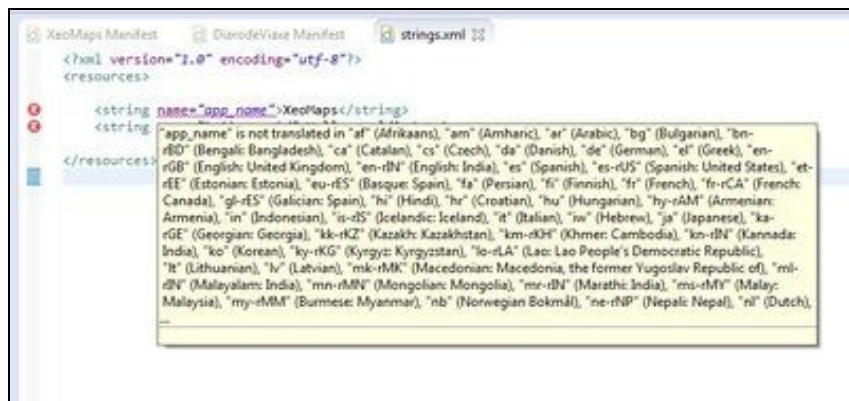 XeoMaps Manifest DiarodeViaxe Manifest strings.xml
<?xml version="1.0" encoding="utf-8"?>
<resources>
<string name="app_name">XeoMaps</string>
<string
"app_name" is not translated in "af" (Afrikaans), "am" (Amharic), "ar" (Arabic), "bg" (Bulgarian), "bn-
rBD" (Bengali: Bangladesh), "ca" (Catalan), "cs" (Czech), "da" (Danish), "de" (German), "el" (Greek), "en-
rGB" (English: United Kingdom), "en-rIN" (English: India), "es" (Spanish), "es-rUS" (Spanish: United States), "et-
rEE" (Estonian: Estonia), "eu-rES" (Basque: Spain), "fa" (Persian), "fi" (Finnish), "fr" (French), "fr-rCA" (French:
Canada), "gl-rES" (Galician: Spain), "hi" (Hindi), "hr" (Croatian), "hu" (Hungarian), "hy-rAM" (Armenian:
Armenia), "in" (Indonesian), "is-rIS" (Icelandic: Iceland), "it" (Italian), "iw" (Hebrew), "ja" (Japanese), "ka-
rGE" (Georgian: Georgia), "kk-rKZ" (Kazakh: Kazakhstan), "km-rKH" (Khmer: Cambodia), "kn-rIN" (Kannada:
India), "ko" (Korean), "ky-rKG" (Kyrgyz: Kyrgyzstan), "lo-rLA" (Lao: Lao People's Democratic Republic),
"lt" (Lithuanian), "lv" (Latvian), "mk-rMK" (Macedonian: Macedonia, the former Yugoslav Republic of), "ml-
rIN" (Malayalam: India), "mn-rMN" (Mongolian: Mongolia), "mr-rIN" (Marathi: India), "ms-rMY" (Malay:
Malaysia), "my-rMM" (Burmese: Myanmar), "nb" (Norwegian Bokmål), "ne-rNP" (Nepali: Nepal), "nl" (Dutch),
...
</resources>